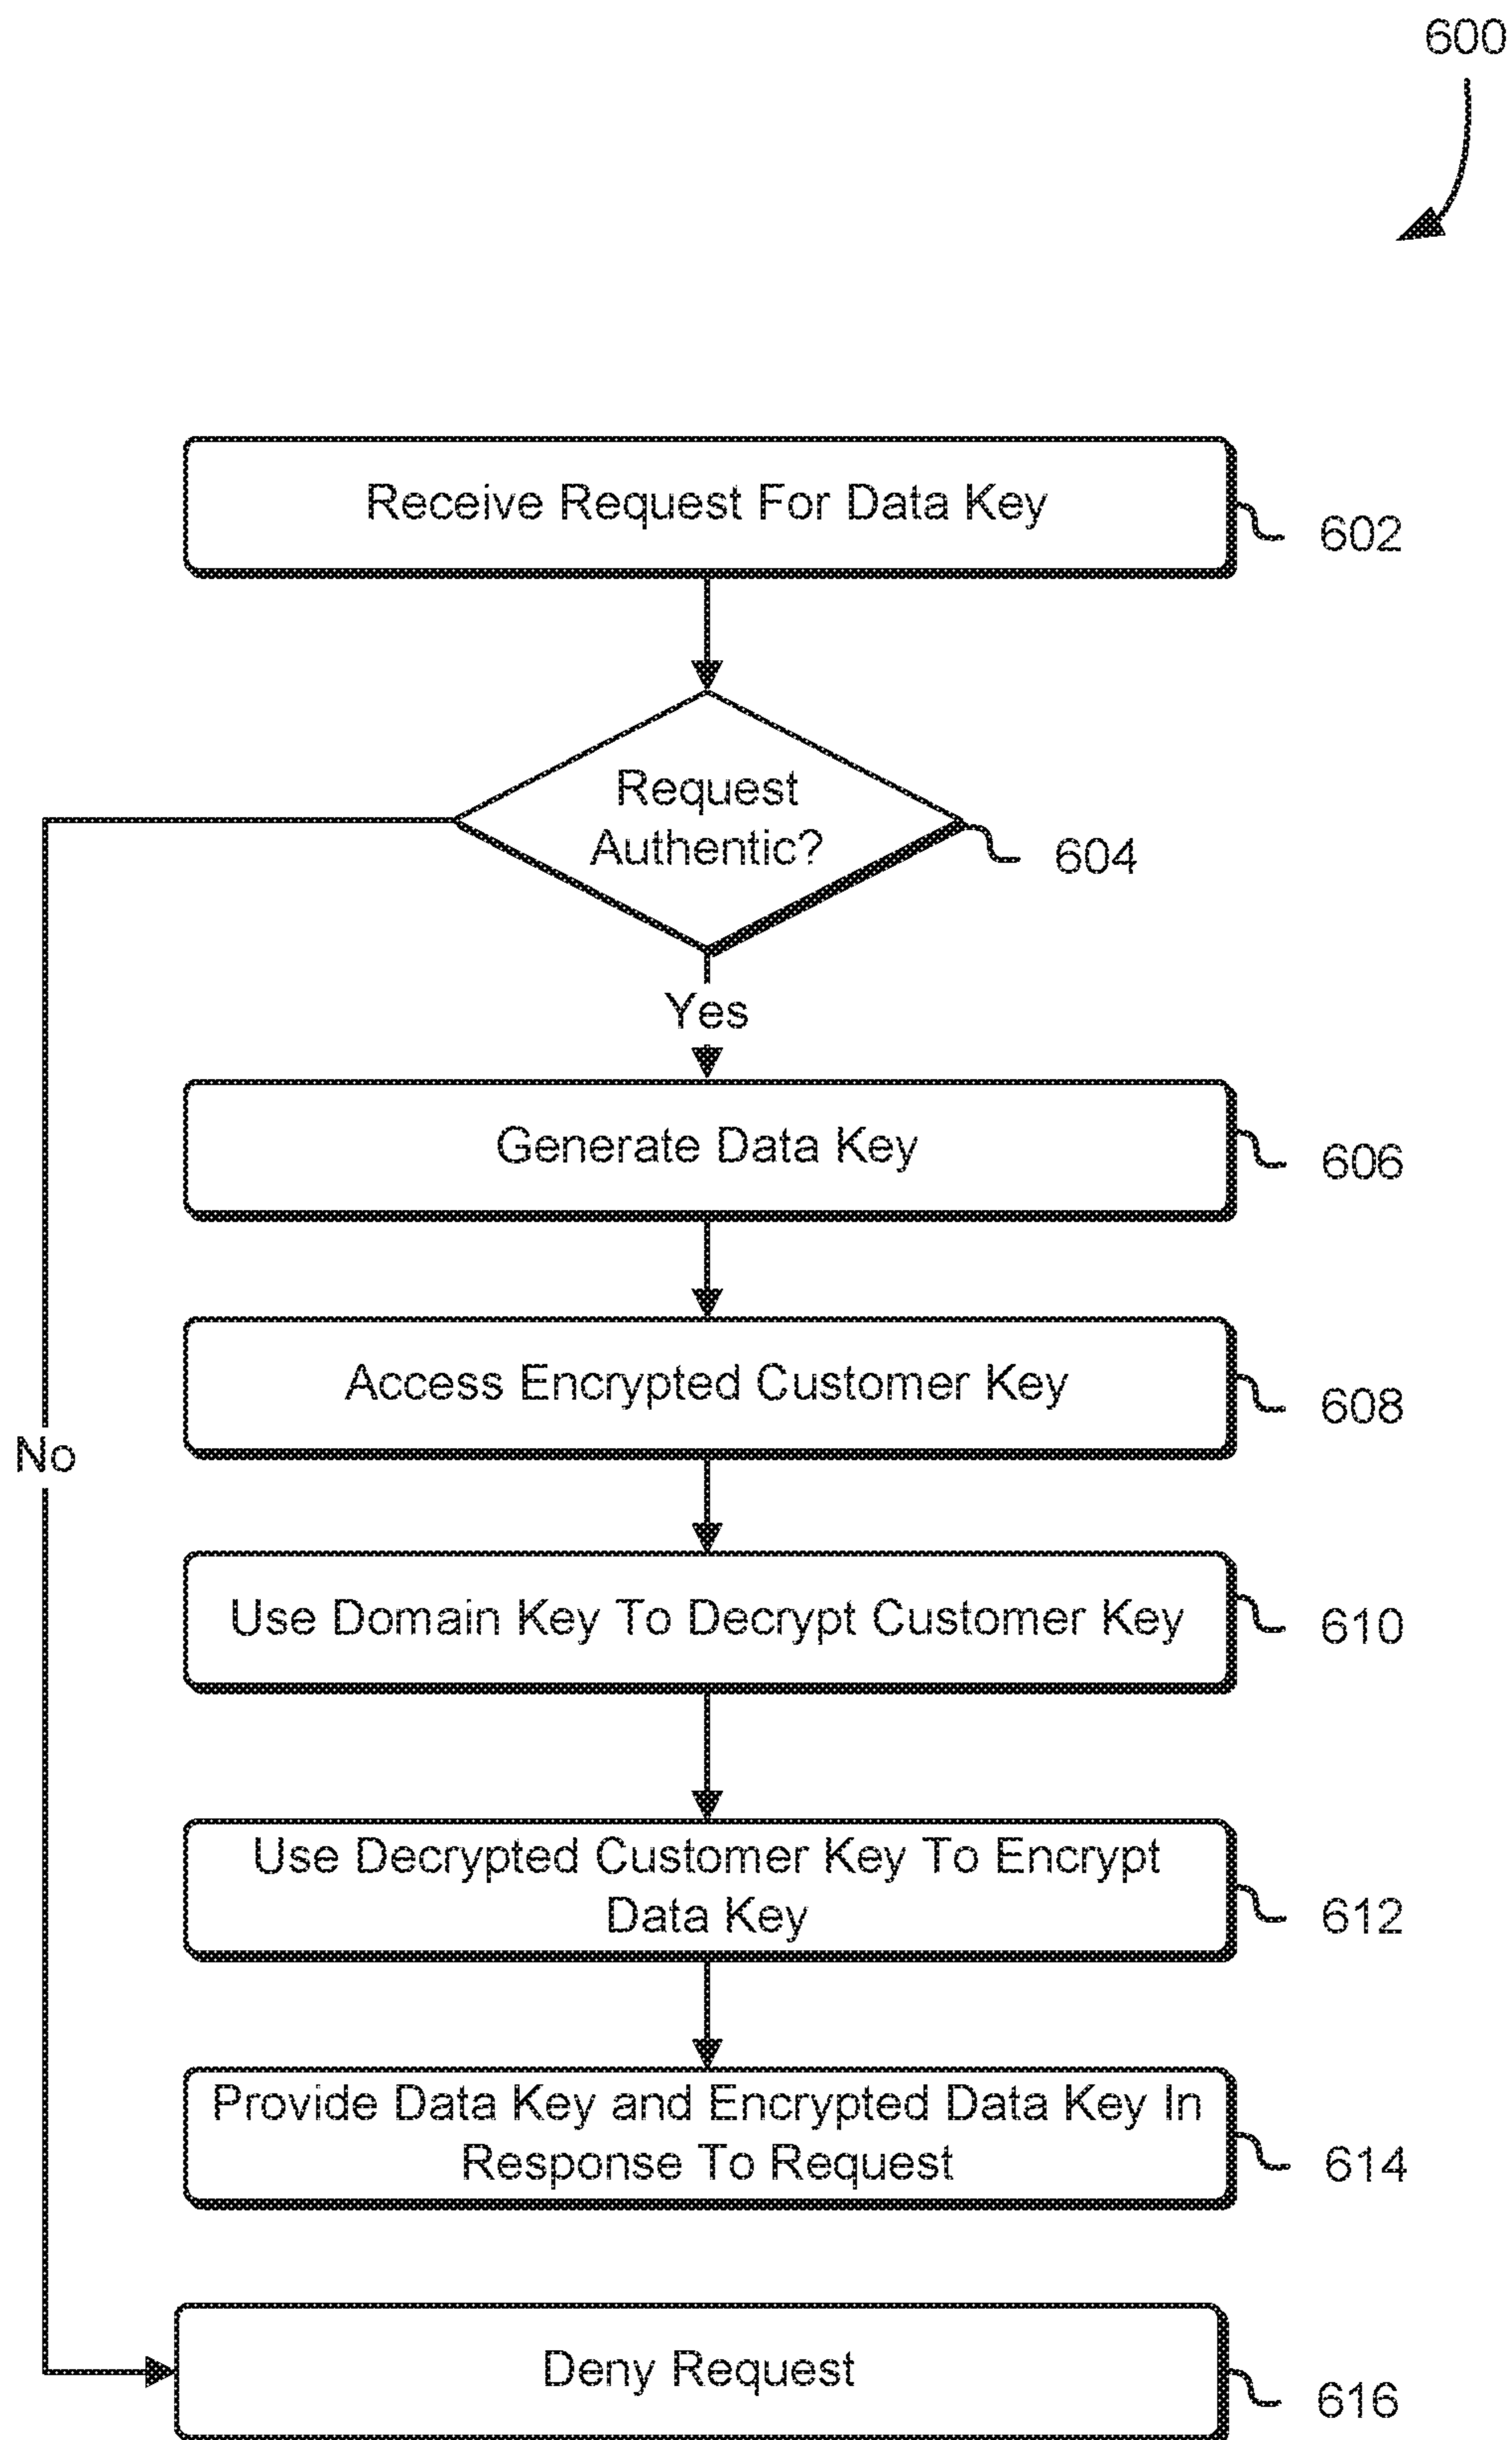 600
Receive Request For Data Key
602
Request
Authentic?
604
Yes
Generate Data Key
606
Access Encrypted Customer Key
608
No
Use Domain Key To Decrypt Customer Key
610
Use Decrypted Customer Key To Encrypt
Data Key
612
Provide Data Key and Encrypted Data Key In
Response To Request
614
Deny Request
616